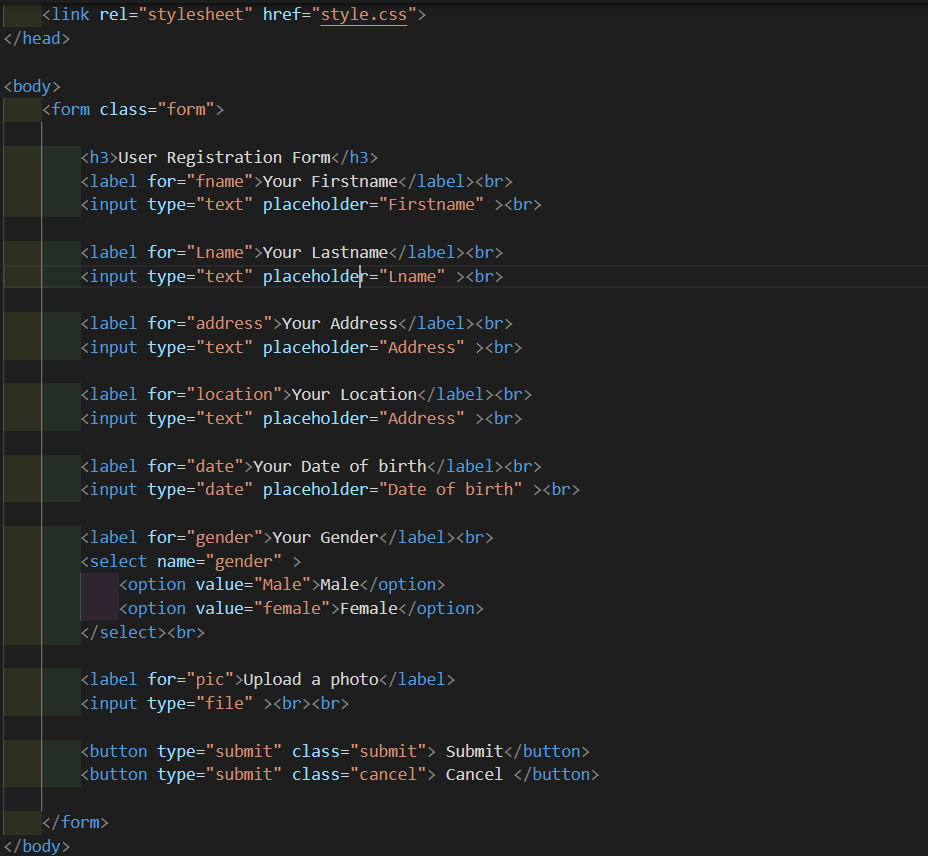 <link rel="stylesheet" href="style.css">
</head>
<body>
<form class="form">
<h3>User Registration Form</h3>
<label for="fname">Your Firstname</label><br>
<input type="text" placeholder="Firstname" ><br>
<label for="Lname">Your Lastname</label><br>
<input type="text" placeholder="Lname" ><br>
<label for="address">Your Address</label><br>
<input type="text" placeholder="Address" ><br>
<label for="location">Your Location</label><br>
<input type="text" placeholder="Address" ><br>
<label for="date">Your Date of birth</label><br>
<input type="date" placeholder="Date of birth" ><br>
<label for="gender">Your Gender</label><br>
<select name="gender" >
<option value="Male">Male</option>
<option value="female">Female</option>
</select><br>
<label for="pic">Upload a photo</label>
<input type="file" ><br><br>
<button type="submit" class="submit"> Submit</button>
<button type="submit" class="cancel"> Cancel </button>
</form>
</body>